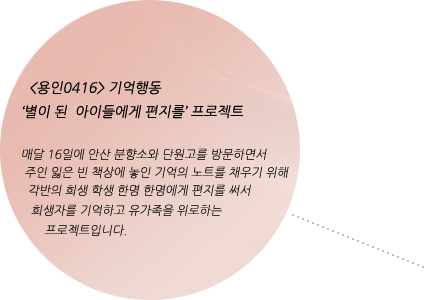 <용인0416> 기억행동
‘별이 된 아이들에게 편지를’ 프로젝트
매달 16일에 안산 분향소와 단원고를 방문하면서
주인 잃은 빈 책상에 놓인 기억의 노트를 채우기 위해
각반의 희생 학생 한명 한명에게 편지를 써서
희생자를 기억하고 유가족을 위로하는
프로젝트입니다.